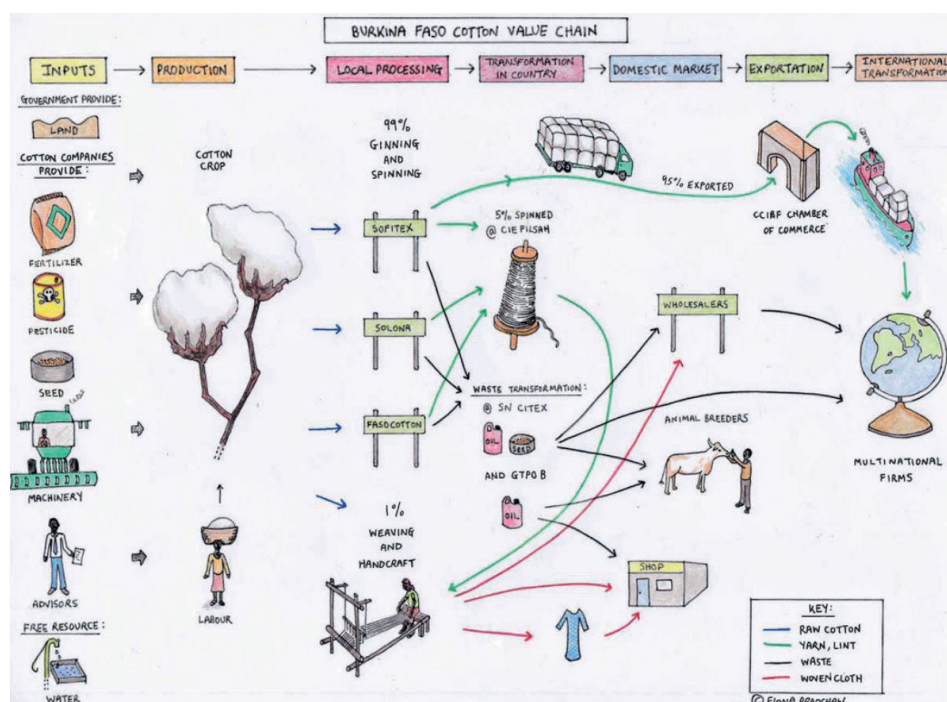 BURKINA FASO COTTON VALUE CHAIN
INPUTS
PRODUCTION
LOCAL PROCESSING
TRANSFORMATION
IN COUNTRY
DOMESTIC MARKET
EXPORTATION
INTERNATIONAL
TRANSFORMATION
GOVERNMENT PROVIDE:
LAND
COTTON COMPANIES
PROVIDE:
FERTILIZER
PESTICIDE
SEED
MACHINERY
ADVISORS
FREE RESOURCE:
WATER
COTTON
CROP
LABOUR
99%
GINNING
AND
SPINNING
SOFITEX
SOLONA
FASOCOTTON
1%
WEAVING
AND
HANDCRAFT
95% EXPORTED
5% SPINNED
@ CIE FILSAH
WASTE TRANSFORMATION:
@ SN CITEX
OIL
SEED
AND GTPO B
OIL
WHOLESALERS
ANIMAL BREEDERS
SHOP
CCIBF CHAMBER
OF COMMERCE
MULTINATIONAL
FIRMS
KEY:
RAW COTTON
YARN, LINT
WASTE
WOVEN CLOTH
© FIONA BRADSHAW